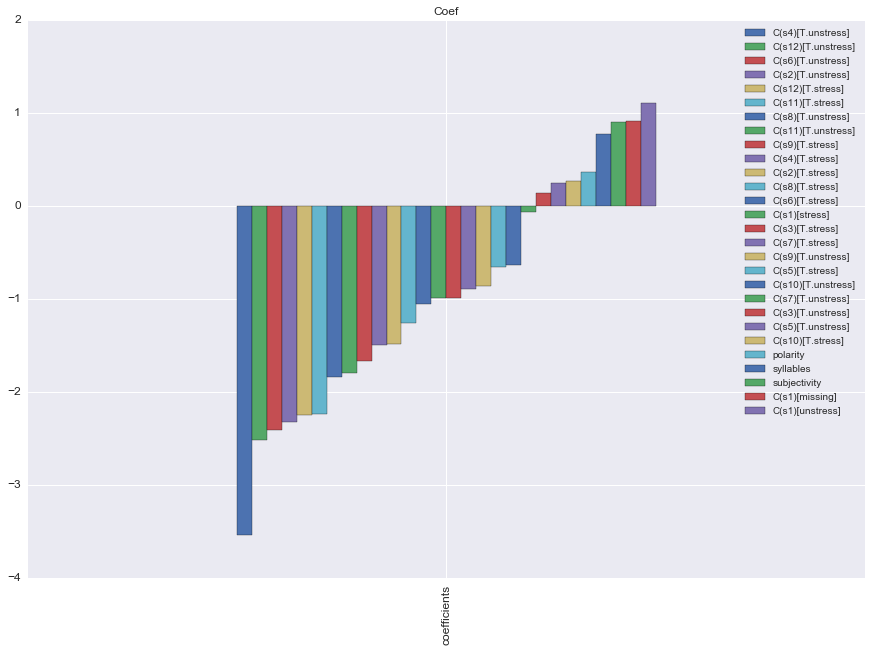 Coef
2
1
0
−1
−2
−3
−4
C(s4)[T.unstress]
C(s12)[T.unstress]
C(s6)[T.unstress]
C(s2)[T.unstress]
C(s12)[T.stress]
C(s11)[T.stress]
C(s8)[T.unstress]
C(s11)[T.unstress]
C(s9)[T.stress]
C(s4)[T.stress]
C(s2)[T.stress]
C(s8)[T.stress]
C(s6)[T.stress]
C(s1)[stress]
C(s3)[T.stress]
C(s7)[T.stress]
C(s9)[T.unstress]
C(s5)[T.stress]
C(s10)[T.unstress]
C(s7)[T.unstress]
C(s3)[T.unstress]
C(s5)[T.unstress]
C(s10)[T.stress]
polarity
syllables
subjectivity
C(s1)[missing]
C(s1)[unstress]
coefficients